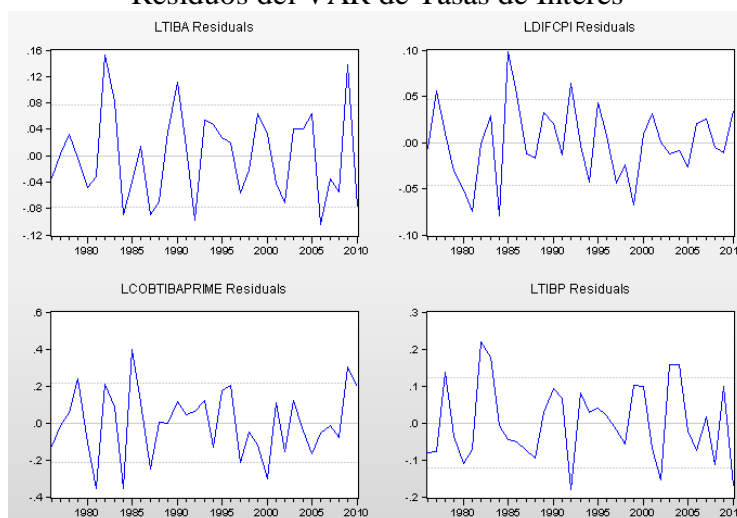 Residuos del VAR de Tasas de Interés
LTIBA Residuals
.16
.12
.08
.04
.00
-.04
-.08
-.12
1980 1985 1990 1995 2000 2005 2010
LDIFCPI Residuals
.10
.05
.00
-.05
-.10
1980 1985 1990 1995 2000 2005 2010
LCOBTIBAPRIME Residuals
.6
.4
.2
.0
-.2
-.4
1980 1985 1990 1995 2000 2005 2010
LTIBP Residuals
.3
.2
.1
.0
-.1
-.2
1980 1985 1990 1995 2000 2005 2010